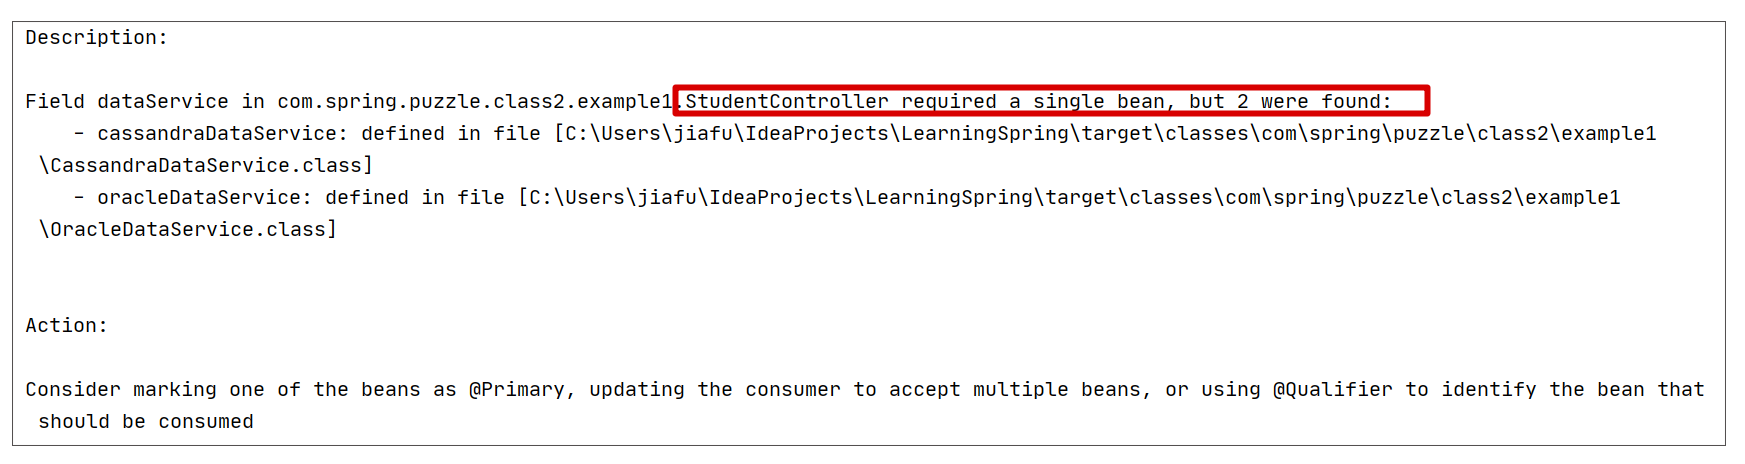 Description:
Field dataService in com.spring.puzzle.class2.example1.StudentController required a single bean, but 2 were found:
- cassandraDataService: defined in file [C:\Users\jiafu\IdeaProjects\LearningSpring\target\classes\com\spring\puzzle\class2\example1
\CassandraDataService.class]
- oracleDataService: defined in file [C:\Users\jiafu\IdeaProjects\LearningSpring\target\classes\com\spring\puzzle\class2\example1
\OracleDataService.class]
Action:
Consider marking one of the beans as @Primary, updating the consumer to accept multiple beans, or using @Qualifier to identify the bean that
should be consumed